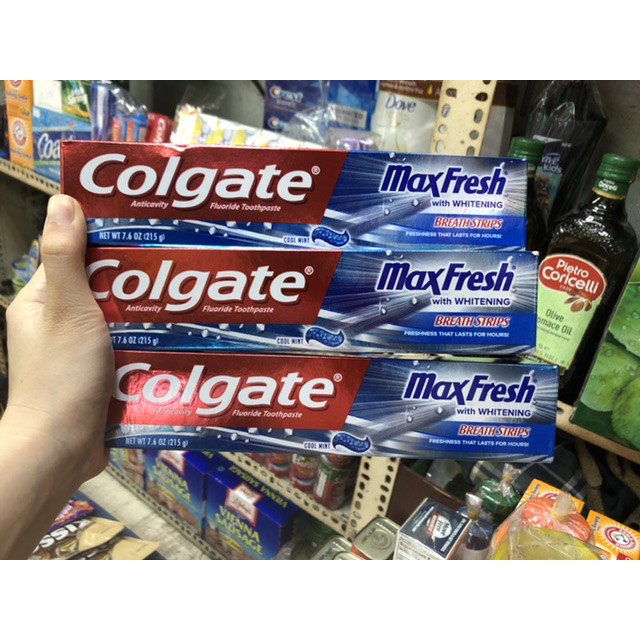 Dove
Coa
Colgate®
Anticavity Fluoride Toothpaste
NET WT 7.6 OZ (215 g)
COOL MINT
MaxFresh®
with WHITENING
BREATH STRIPS
FRESHNESS THAT LASTS FOR HOURS!
Colgate®
Anticavity Fluoride Toothpaste
WT 7.6 OZ (215 g)
COOL MINT
MaxFresh®
with WHITENING
BREATH STRIPS
FRESHNESS THAT LASTS FOR HOURS!
Colgate®
Anticavity Fluoride Toothpaste
NET WT 7.6 OZ (215 g)
COOL MINT
MaxFresh®
with WHITENING
BREATH STRIPS
FRESHNESS THAT LASTS FOR HOURS!
Pietro
Coricelli
Olive
omace Oil
VIENNA
SAUSAGE
VIENNA SAUSAGE